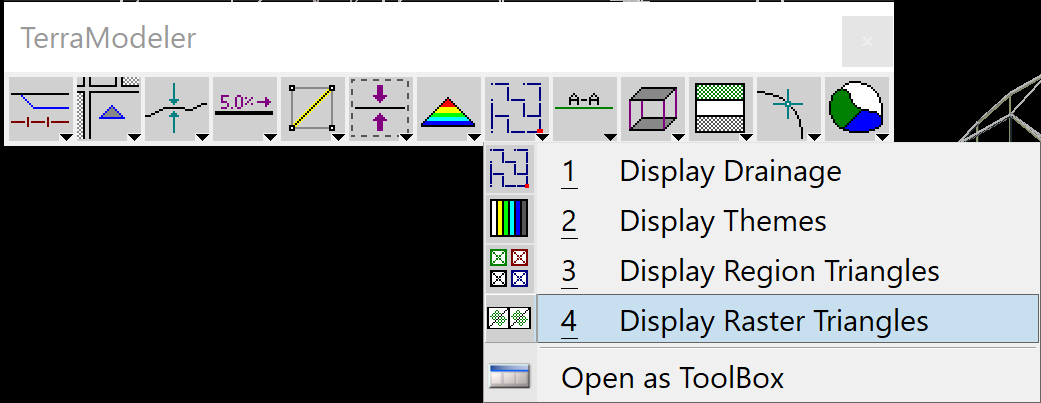 TerraModeler
5.0%
A-A
1 Display Drainage
2 Display Themes
3 Display Region Triangles
4 Display Raster Triangles
Open as ToolBox